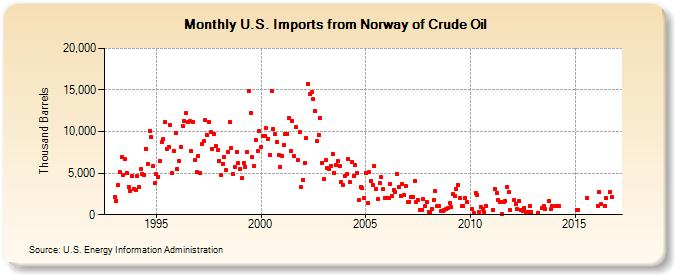 Monthly U.S. Imports from Norway of Crude Oil
Thousand Barrels
20,000
15,000
10,000
5,000
0
1995 2000 2005 2010 2015
Source: U.S. Energy Information Administration